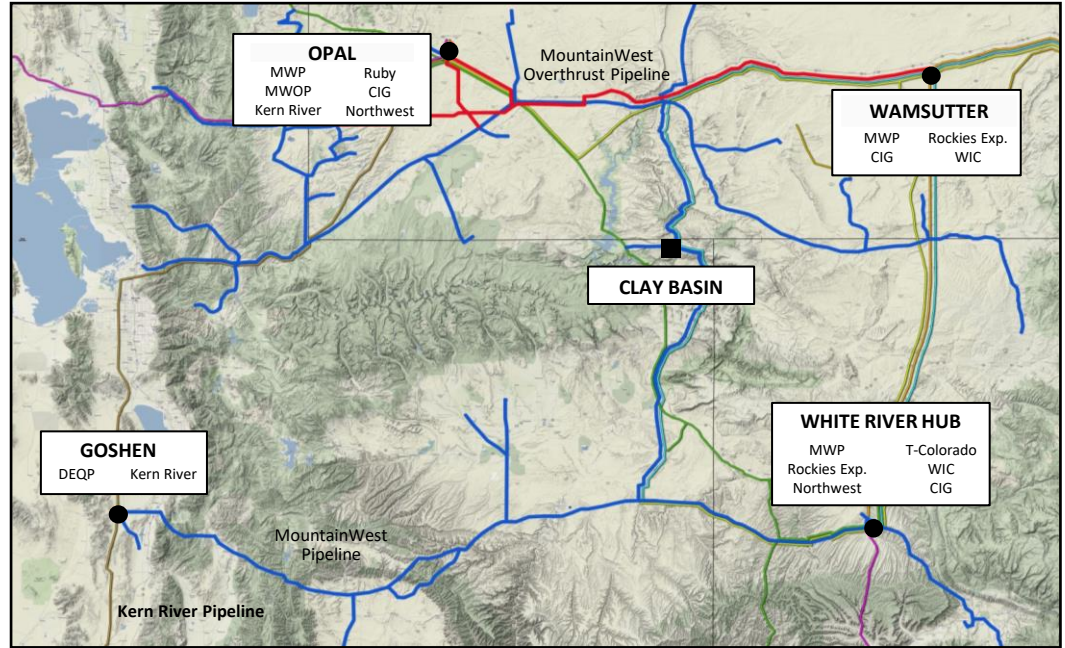 OPAL
MWP Ruby
MWOP CIG
Kern River Northwest
MountainWest
Overthrust Pipeline
WAMSUTTER
MWP Rockies Exp.
CIG WIC
CLAY BASIN
WHITE RIVER HUB
MWP T-Colorado
Rockies Exp. WIC
Northwest CIG
GOSHEN
DEQP Kern River
MountainWest
Pipeline
Kern River Pipeline